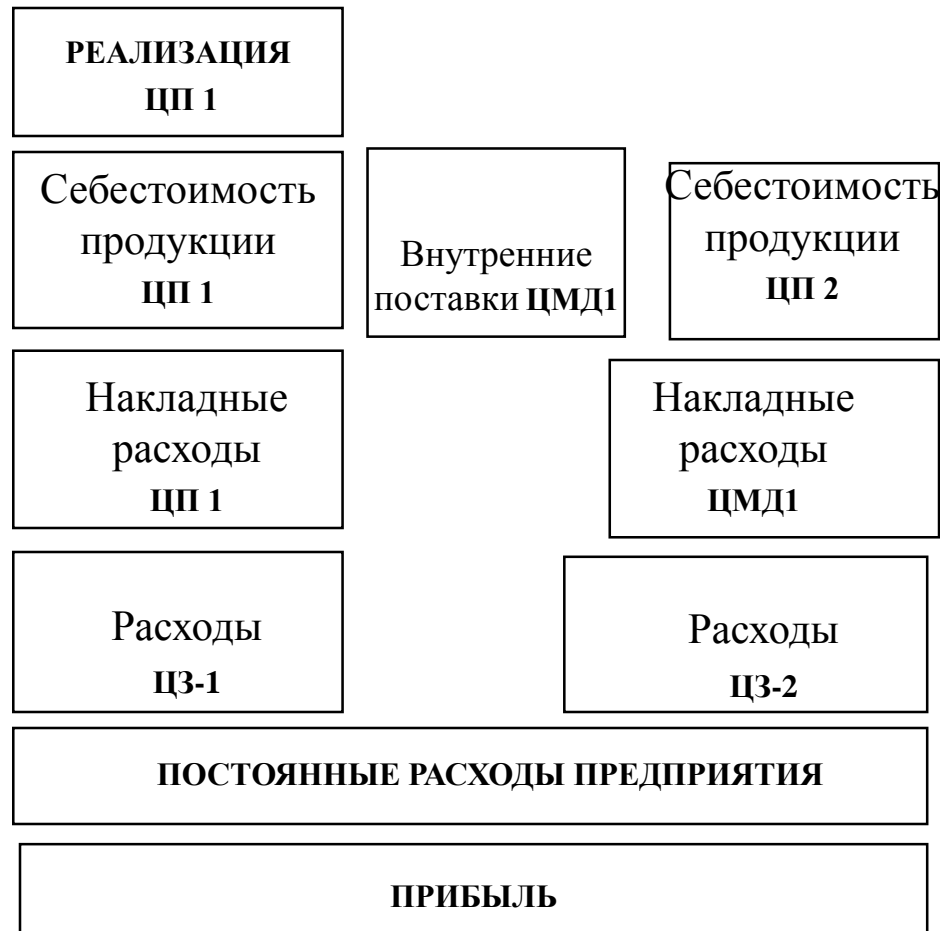 РЕАЛИЗАЦИЯ
ЦП 1
Себестоимость
продукции
ЦП 1
Внутренние
поставки ЦМД1
Себестоимость
продукции
ЦП 2
Накладные
расходы
ЦП 1
Накладные
расходы
ЦМД1
Расходы
ЦЗ-1
Расходы
ЦЗ-2
ПОСТОЯННЫЕ РАСХОДЫ ПРЕДПРИЯТИЯ
ПРИБЫЛЬ